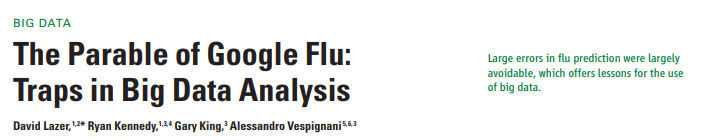 BIG DATA
The Parable of Google Flu:
Traps in Big Data Analysis
Large errors in flu prediction were largely
avoidable, which offers lessons for the use
of big data.
David Lazer,1,2* Ryan Kennedy,1,3,4 Gary King,3 Alessandro Vespignani5,6,3